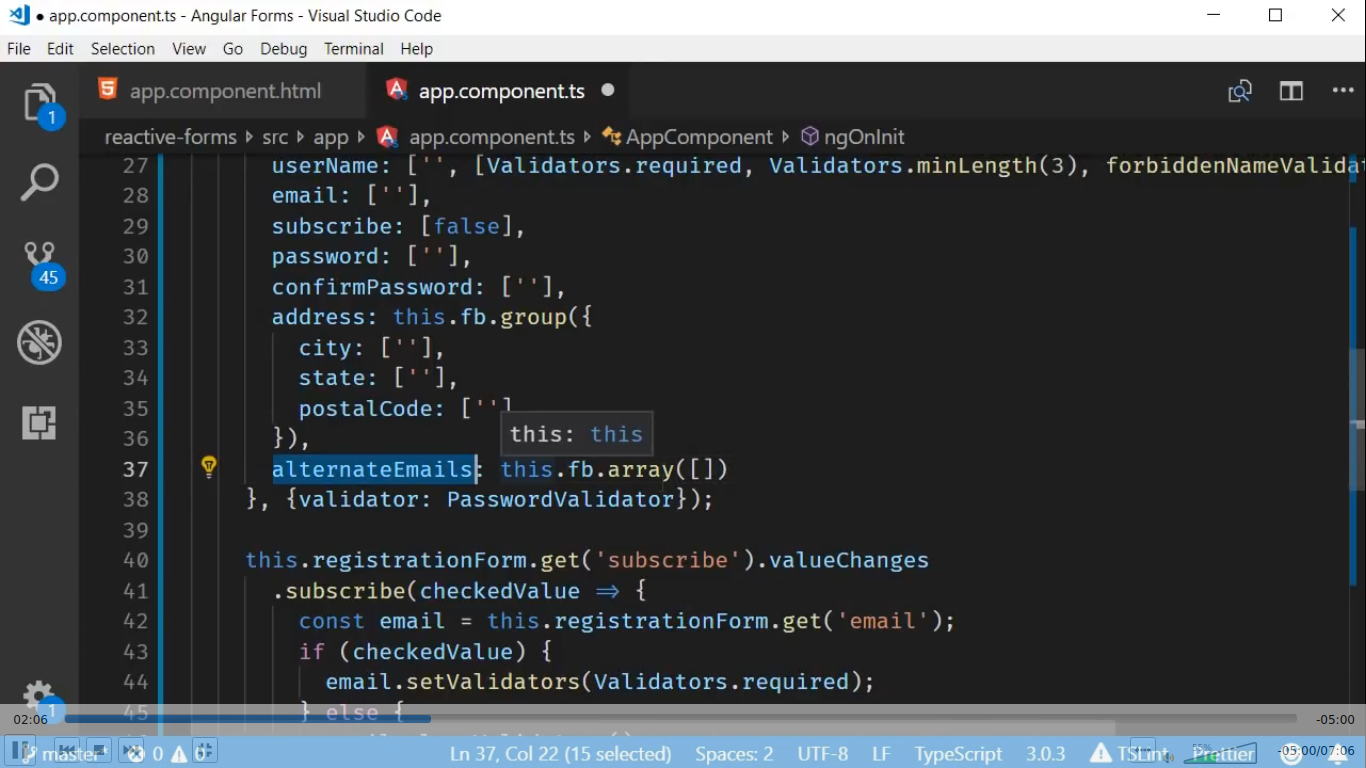 ● app.component.ts - Angular Forms - Visual Studio Code
File Edit Selection View Go Debug Terminal Help
app.component.html app.component.ts
1
reactive-forms src app app.component.ts AppComponent ngOnInit
27 userName: ['', [Validators.required, Validators.minLength(3), forbiddenNameValida
28 email: [''],
29 subscribe: [false],
30 password: [''],
45
31 confirmPassword: [''],
32 address: this.fb.group({
33 city: [''],
34 state: [''],
35 postalCode: ['']
this: this
36 }),
37 alternateEmails: this.fb.array([])
38 }, {validator: PasswordValidator});
39
40 this.registrationForm.get('subscribe').valueChanges
41 .subscribe(checkedValue ⇒ {
42 const email = this.registrationForm.get('email');
43 if (checkedValue) {
44 email.setValidators(Validators.required);
1
45 } else {
02:06 -05:00
master* 0 Ln 37, Col 22 (15 selected) Spaces: 2 UTF-8 LF TypeScript 3.0.3 TSLint Prettier -05:00/07:06